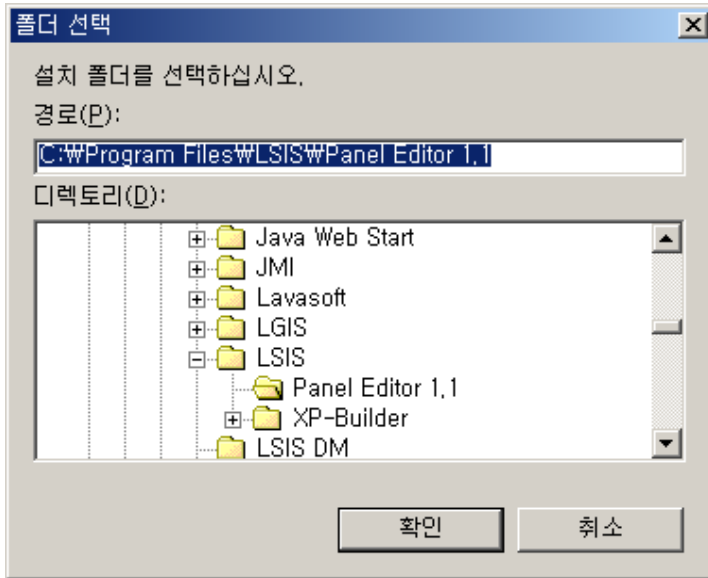 폴더 선택
설치 폴더를 선택하십시오.
경로(P):
C:₩Program Files₩LSIS₩Panel Editor 1.1
디렉토리(D):
Java Web Start
JMI
Lavasoft
LGIS
LSIS
Panel Editor 1.1
XP-Builder
LSIS DM
확인 취소